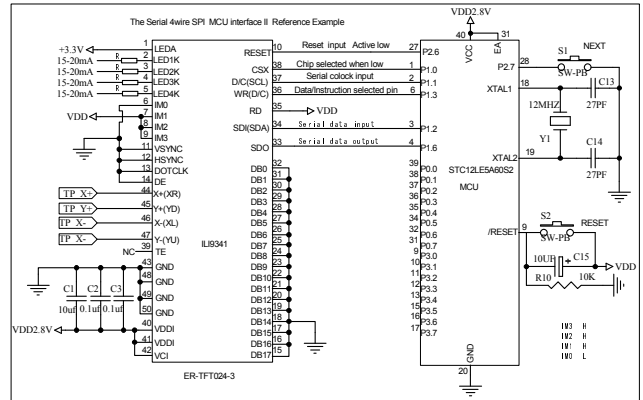 The Serial 4wire SPI MCU interface II Reference Example
VDD2.8V
+3.3V
15-20mA
15-20mA
15-20mA
15-20mA
R
R
R
R
1 LEDA
2 LED1K
3 LED2K
4 LED3K
5 LED4K
6 IM0
7 IM1
8 IM2
9 IM3
VDD
11 VSYNC
12 HSYNC
13 DOTCLK
14 DE
TP X+ 44 X+(XR)
TP Y+ 45 Y+(YD)
TP X- 46 X-(XL)
TP X- 47 Y-(YU)
NC 39 TE
43 GND
48 GND
49 GND
50 GND
C1 C2 C3
10uf 0.1uf 0.1uf
VDD2.8V
40 VDDI
41 VDDI
42 VCI
ILI9341
ER-TFT024-3
RESET 10 Reset input Active low 27 P2.6
CSX 38 Chip selected when low 1 P1.0
D/C(SCL) 37 Serial colock input 2 P1.1
WR(D/C) 36 Data/Instruction selected pin 6 P1.3
RD 35 VDD
SDI(SDA) 34 Serial data input 3 P1.2
SDO 33 Serial data output 4 P1.6
DB0 32
DB1 31
DB2 30
DB3 29
DB4 28
DB5 27
DB6 26
DB7 25
DB8 24
DB9 23
DB10 22
DB11 21
DB12 20
DB13 19
DB14 18
DB15 17
DB16 16
DB17 15
39 P0.0
38 P0.1
37 P0.2
36 P0.3
35 P0.4
34 P0.5
32 P0.6
31 P0.7
9 P3.0
10 P3.1
12 P3.2
13 P3.3
14 P3.4
15 P3.5
16 P3.6
17 P3.7
40 VCC
31 EA
STC12LE5A60S2
MCU
GND
20
P2.7 28
S1 NEXT
SW-PB
XTAL1 18
12MHZ
Y1
XTAL2 19
C13
27PF
C14
27PF
/RESET 9
S2 RESET
SW-PB
10UF + C15
VDD
R10 10K
IM3 H
IM2 H
IM1 H
IM0 L